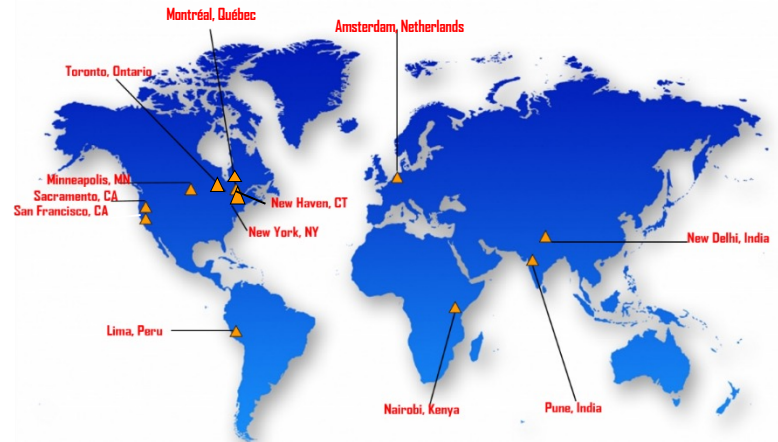 Montréal, Québec
Amsterdam, Netherlands
Toronto, Ontario
Minneapolis, MN
Sacramento, CA
San Francisco, CA
New Haven, CT
New York, NY
New Delhi, India
Lima, Peru
Nairobi, Kenya
Pune, India